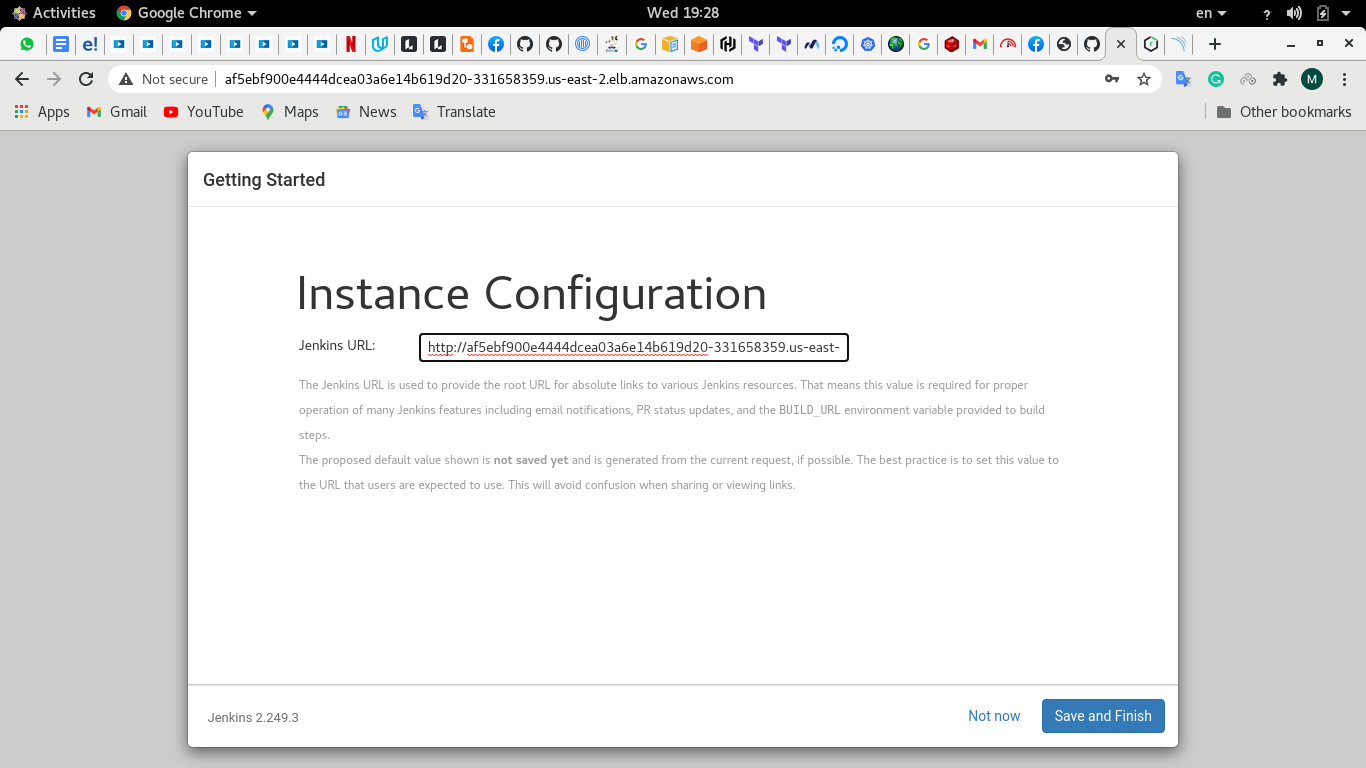 Activities Google Chrome Wed 19:28 en ?
e! N G G M G M
Not secure af5ebf900e4444dcea03a6e14b619d20-331658359.us-east-2.elb.amazonaws.com M
Apps Gmail YouTube Maps News Translate Other bookmarks
Getting Started
Instance Configuration
Jenkins URL: http://af5ebf900e4444dcea03a6e14b619d20-331658359.us-east-
The Jenkins URL is used to provide the root URL for absolute links to various Jenkins resources. That means this value is required for proper
operation of many Jenkins features including email notifications, PR status updates, and the BUILD_URL environment variable provided to build
steps.
The proposed default value shown is not saved yet and is generated from the current request, if possible. The best practice is to set this value to
the URL that users are expected to use. This will avoid confusion when sharing or viewing links.
Jenkins 2.249.3 Not now Save and Finish